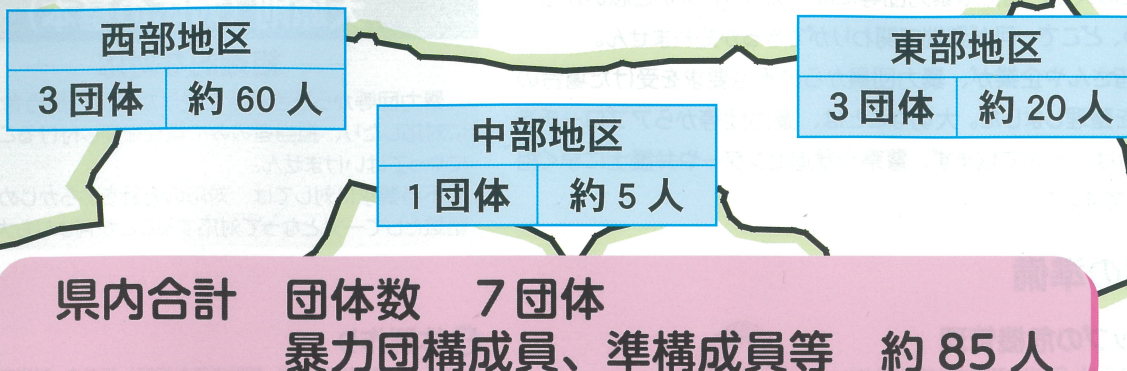 西部地区
3団体 約60人
東部地区
3団体 約20人
中部地区
1団体 約5人
県内合計 団体数 7団体
暴力団構成員、準構成員等 約85人